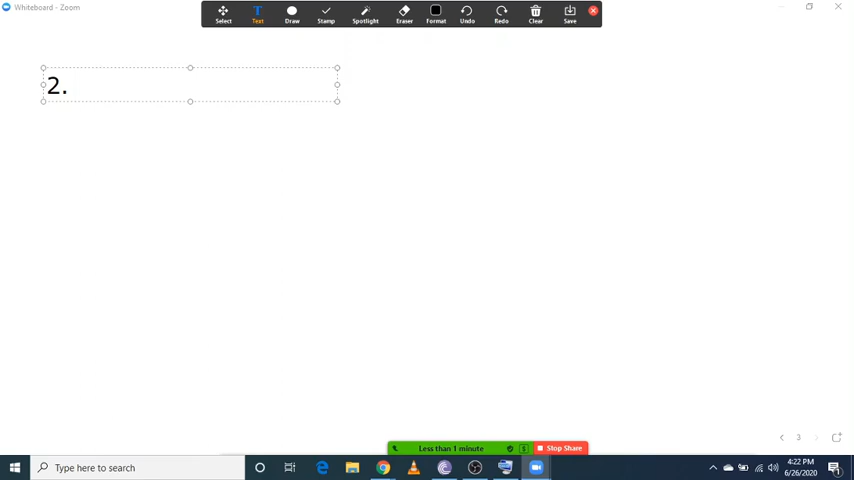 Whiteboard - Zoom
Select
Text
Draw
Stamp
Spotlight
Eraser
Format
Undo
Redo
Clear
Save
2.
3
Less than 1 minute
Stop Share
Type here to search
4:22 PM
6/26/2020
1